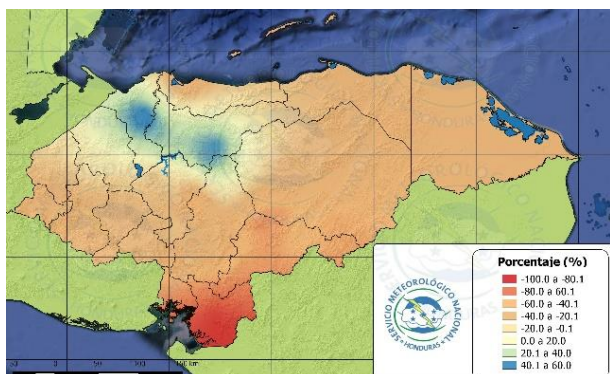 Porcentaje (%)
-100.0 a -80.1
-80.0 a 60.1
-60.0 a -40.1
-40.0 a -20.1
-20.0 a -0.1
0.0 a 20.0
20.1 a 40.0
40.1 a 60.0
SERVICIO METEOROLÓGICO NACIONAL
HONDURAS